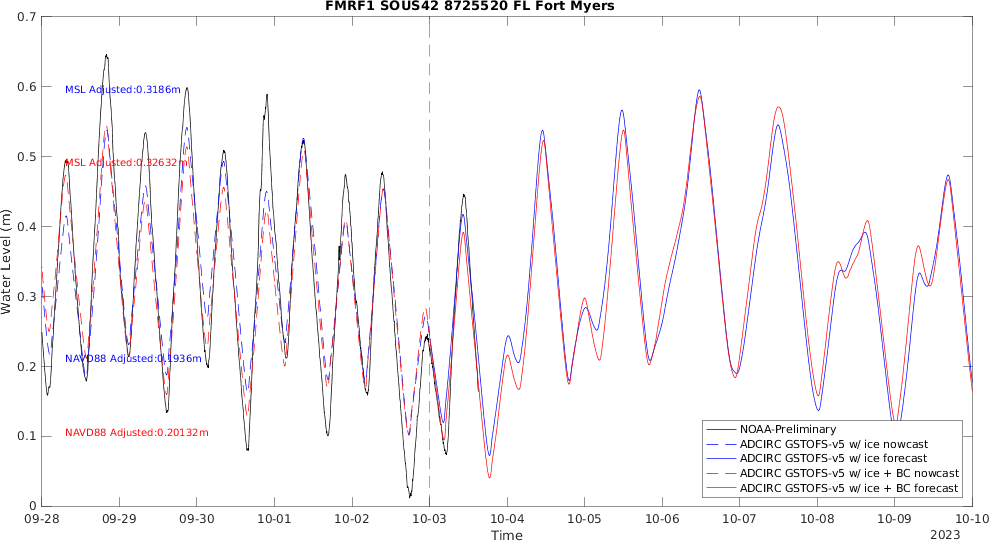 FMRF1 SOUS42 8725520 FL Fort Myers
0.7
0.6
0.5
0.4
0.3
0.2
0.1
0
Water Level (m)
MSL Adjusted:0.3186m
MSL Adjusted:0.32632m
NAVD88 Adjusted:0.1936m
NAVD88 Adjusted:0.20132m
NOAA-Preliminary
ADCIRC GSTOFS-v5 w/ ice nowcast
ADCIRC GSTOFS-v5 w/ ice forecast
ADCIRC GSTOFS-v5 w/ ice + BC nowcast
ADCIRC GSTOFS-v5 w/ ice + BC forecast
09-28 09-29 09-30 10-01 10-02 10-03 10-04 10-05 10-06 10-07 10-08 10-09 10-10
Time
2023